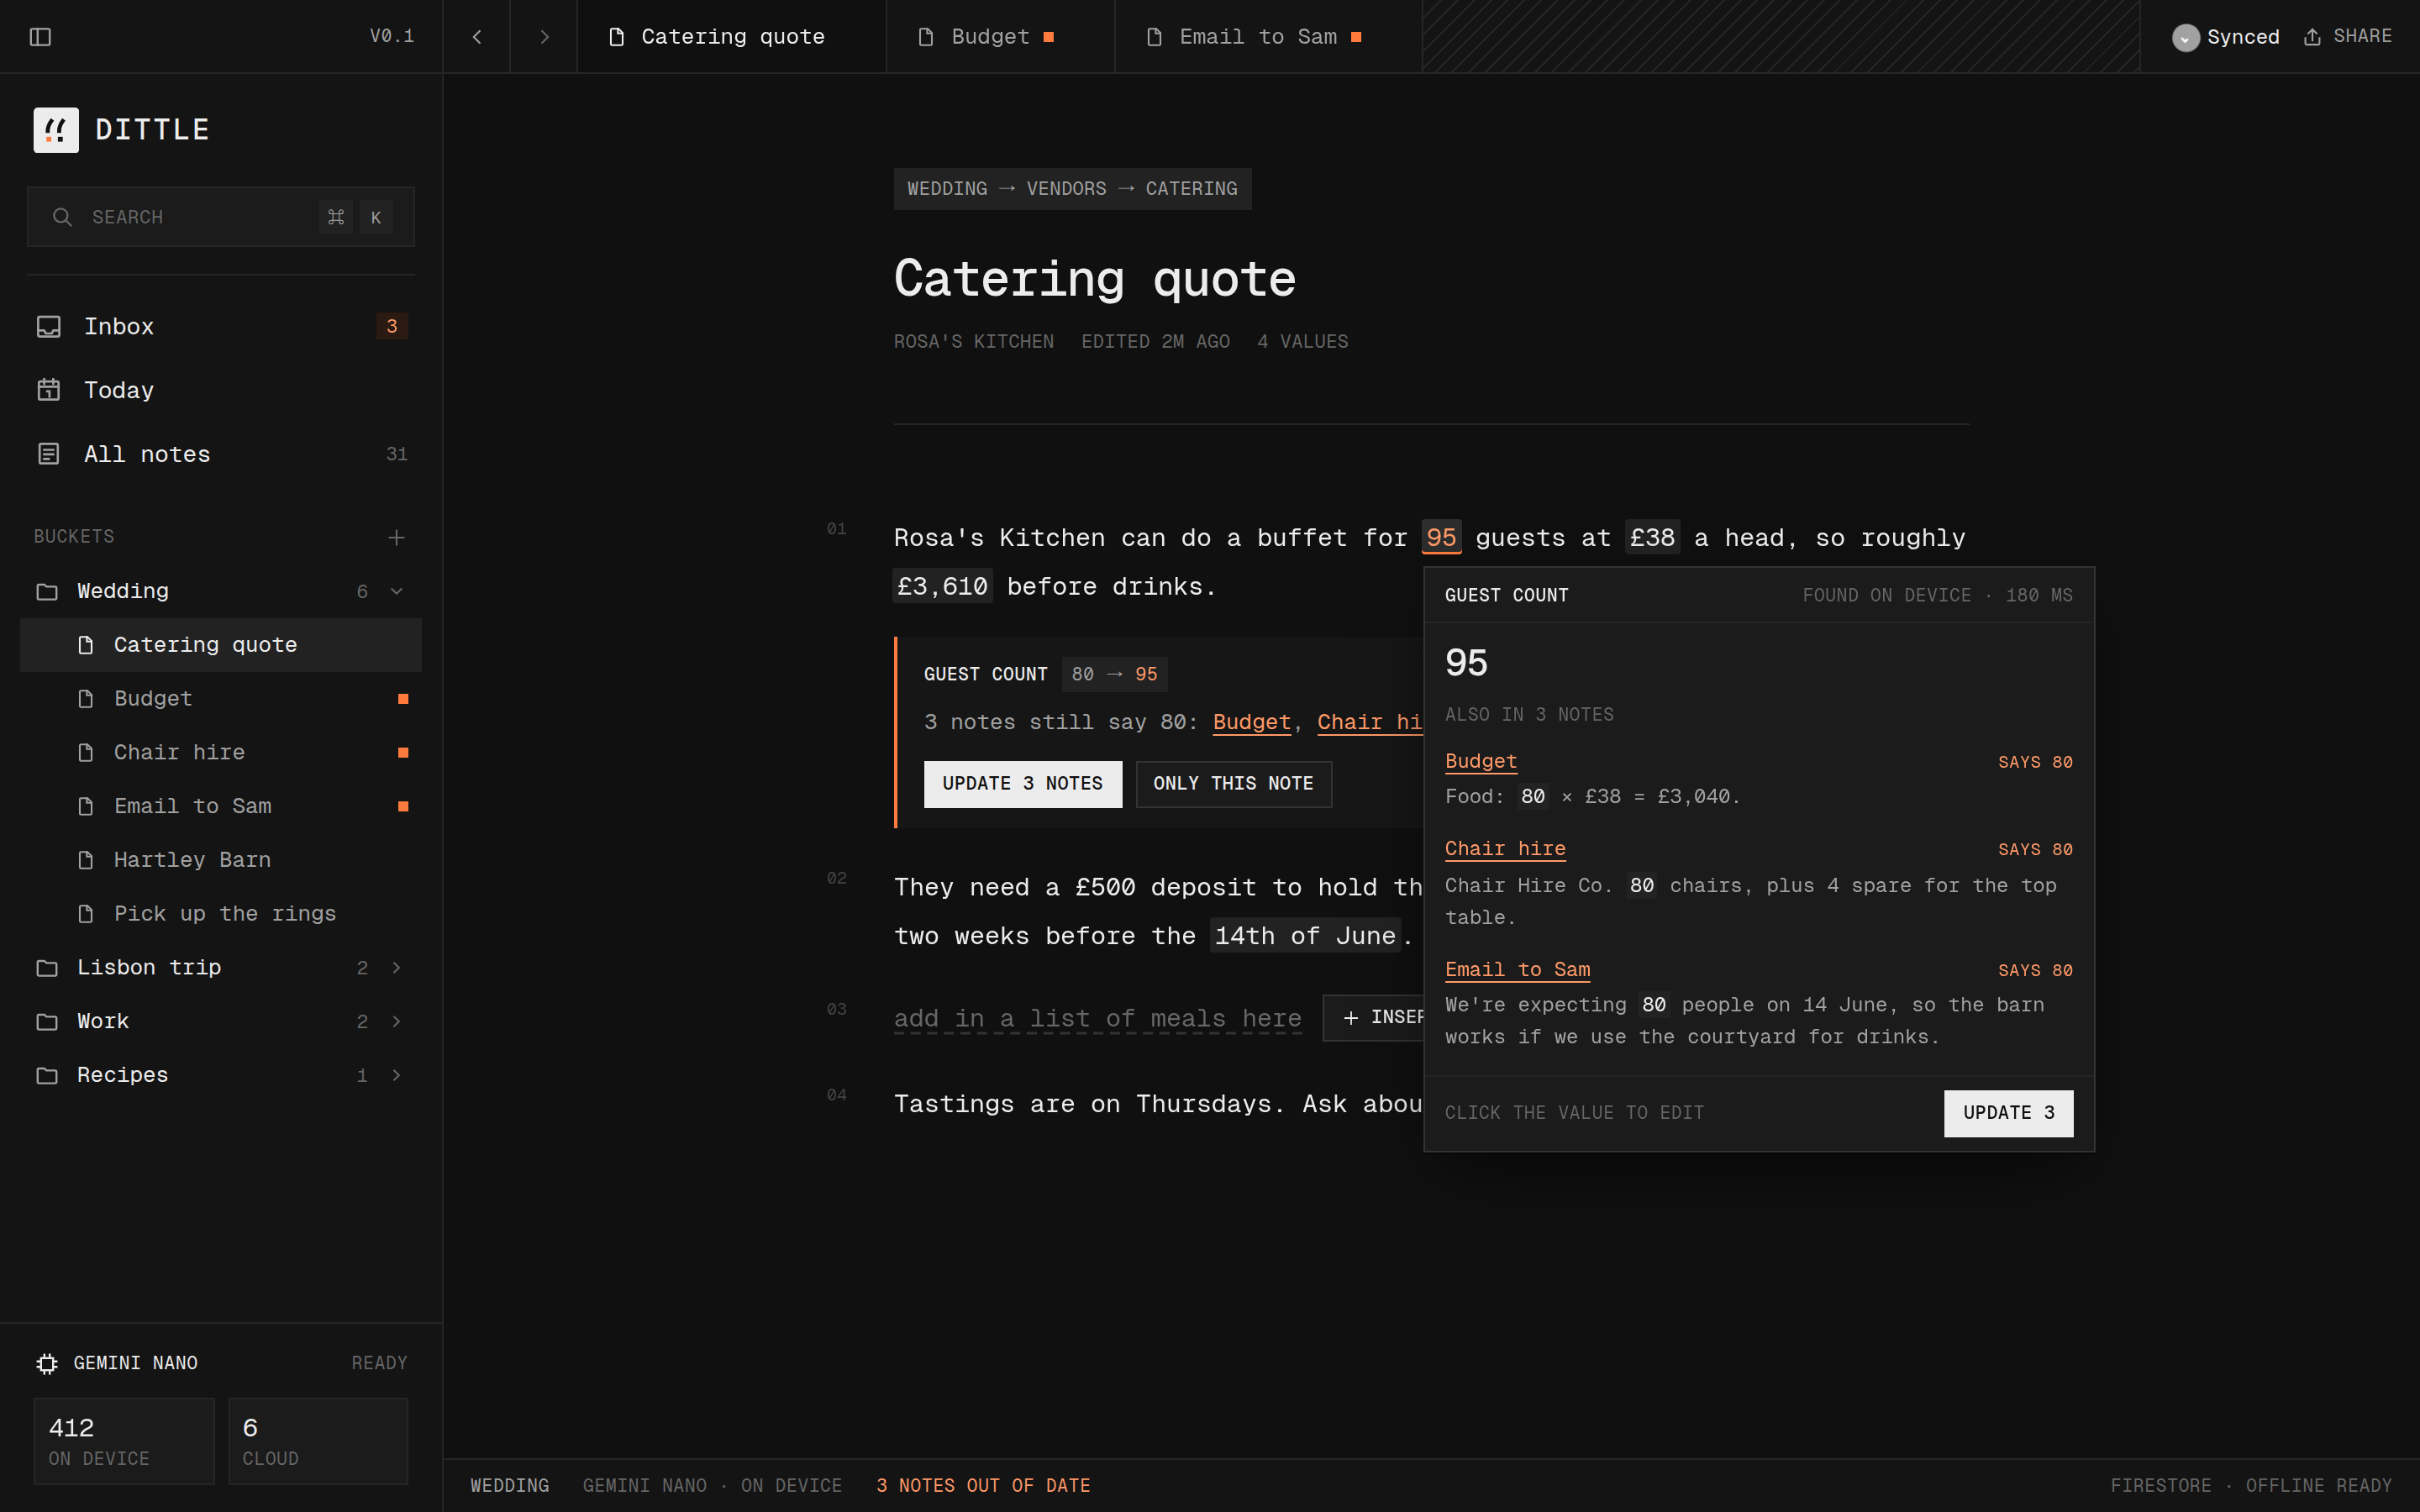 V0.1
Catering quote
Budget
Email to Sam
Synced
SHARE
DITTLE
SEARCH
⌘ K
Inbox 3
Today
All notes 31
BUCKETS
Wedding 6
Catering quote
Budget
Chair hire
Email to Sam
Hartley Barn
Pick up the rings
Lisbon trip 2
Work 2
Recipes 1
GEMINI NANO READY
412
ON DEVICE
6
CLOUD
WEDDING → VENDORS → CATERING
Catering quote
ROSA'S KITCHEN EDITED 2M AGO 4 VALUES
01
Rosa's Kitchen can do a buffet for 95 guests at £38 a head, so roughly
£3,610 before drinks.
GUEST COUNT 80 → 95
3 notes still say 80: Budget, Chair hi
UPDATE 3 NOTES
ONLY THIS NOTE
02
They need a £500 deposit to hold th
two weeks before the 14th of June.
03
add in a list of meals here
+ INSER
04
Tastings are on Thursdays. Ask abou
GUEST COUNT
FOUND ON DEVICE · 180 MS
95
ALSO IN 3 NOTES
Budget SAYS 80
Food: 80 × £38 = £3,040.
Chair hire SAYS 80
Chair Hire Co. 80 chairs, plus 4 spare for the top
table.
Email to Sam SAYS 80
We're expecting 80 people on 14 June, so the barn
works if we use the courtyard for drinks.
CLICK THE VALUE TO EDIT
UPDATE 3
WEDDING
GEMINI NANO · ON DEVICE
3 NOTES OUT OF DATE
FIRESTORE · OFFLINE READY